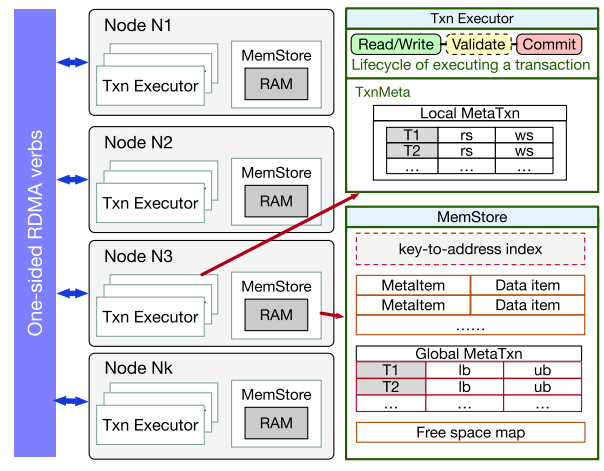 One-sided RDMA verbs
Node N1
Txn Executor
MemStore
RAM
Node N2
Txn Executor
MemStore
RAM
Node N3
Txn Executor
MemStore
RAM
Node Nk
Txn Executor
MemStore
RAM
Txn Executor
Read/Write Validate Commit
Lifecycle of executing a transaction
TxnMeta
Local MetaTxn
T1 rs ws
T2 rs ws
... ... ...
MemStore
key-to-address index
MetaItem Data item
MetaItem Data item
......
Global MetaTxn
T1 lb ub
T2 lb ub
... ... ...
Free space map